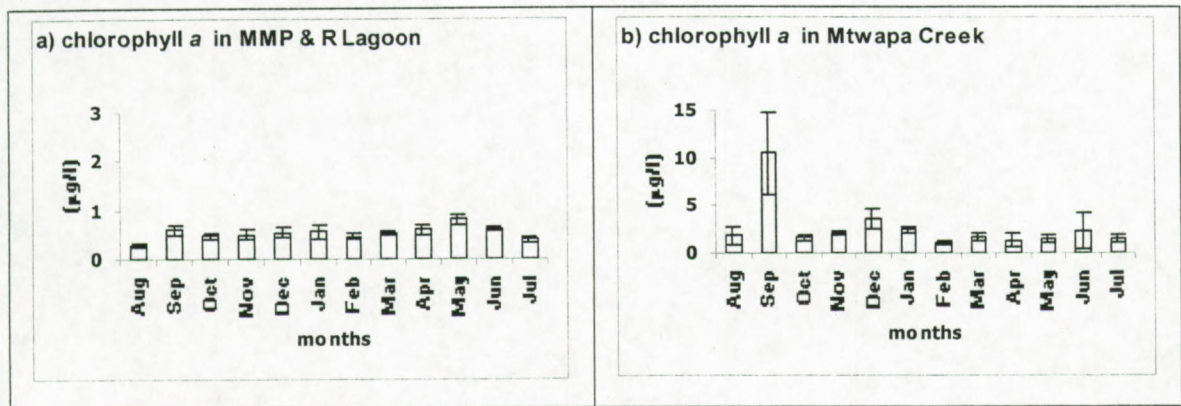 a) chlorophyll a in MMP & R Lagoon
3
2
1
0
(µg/l)
Aug Sep Oct Nov Dec Jan Feb Mar Apr May Jun Jul
months
b) chlorophyll a in Mtwapa Creek
15
10
5
0
(µg/l)
Aug Sep Oct Nov Dec Jan Feb Mar Apr May Jun Jul
months